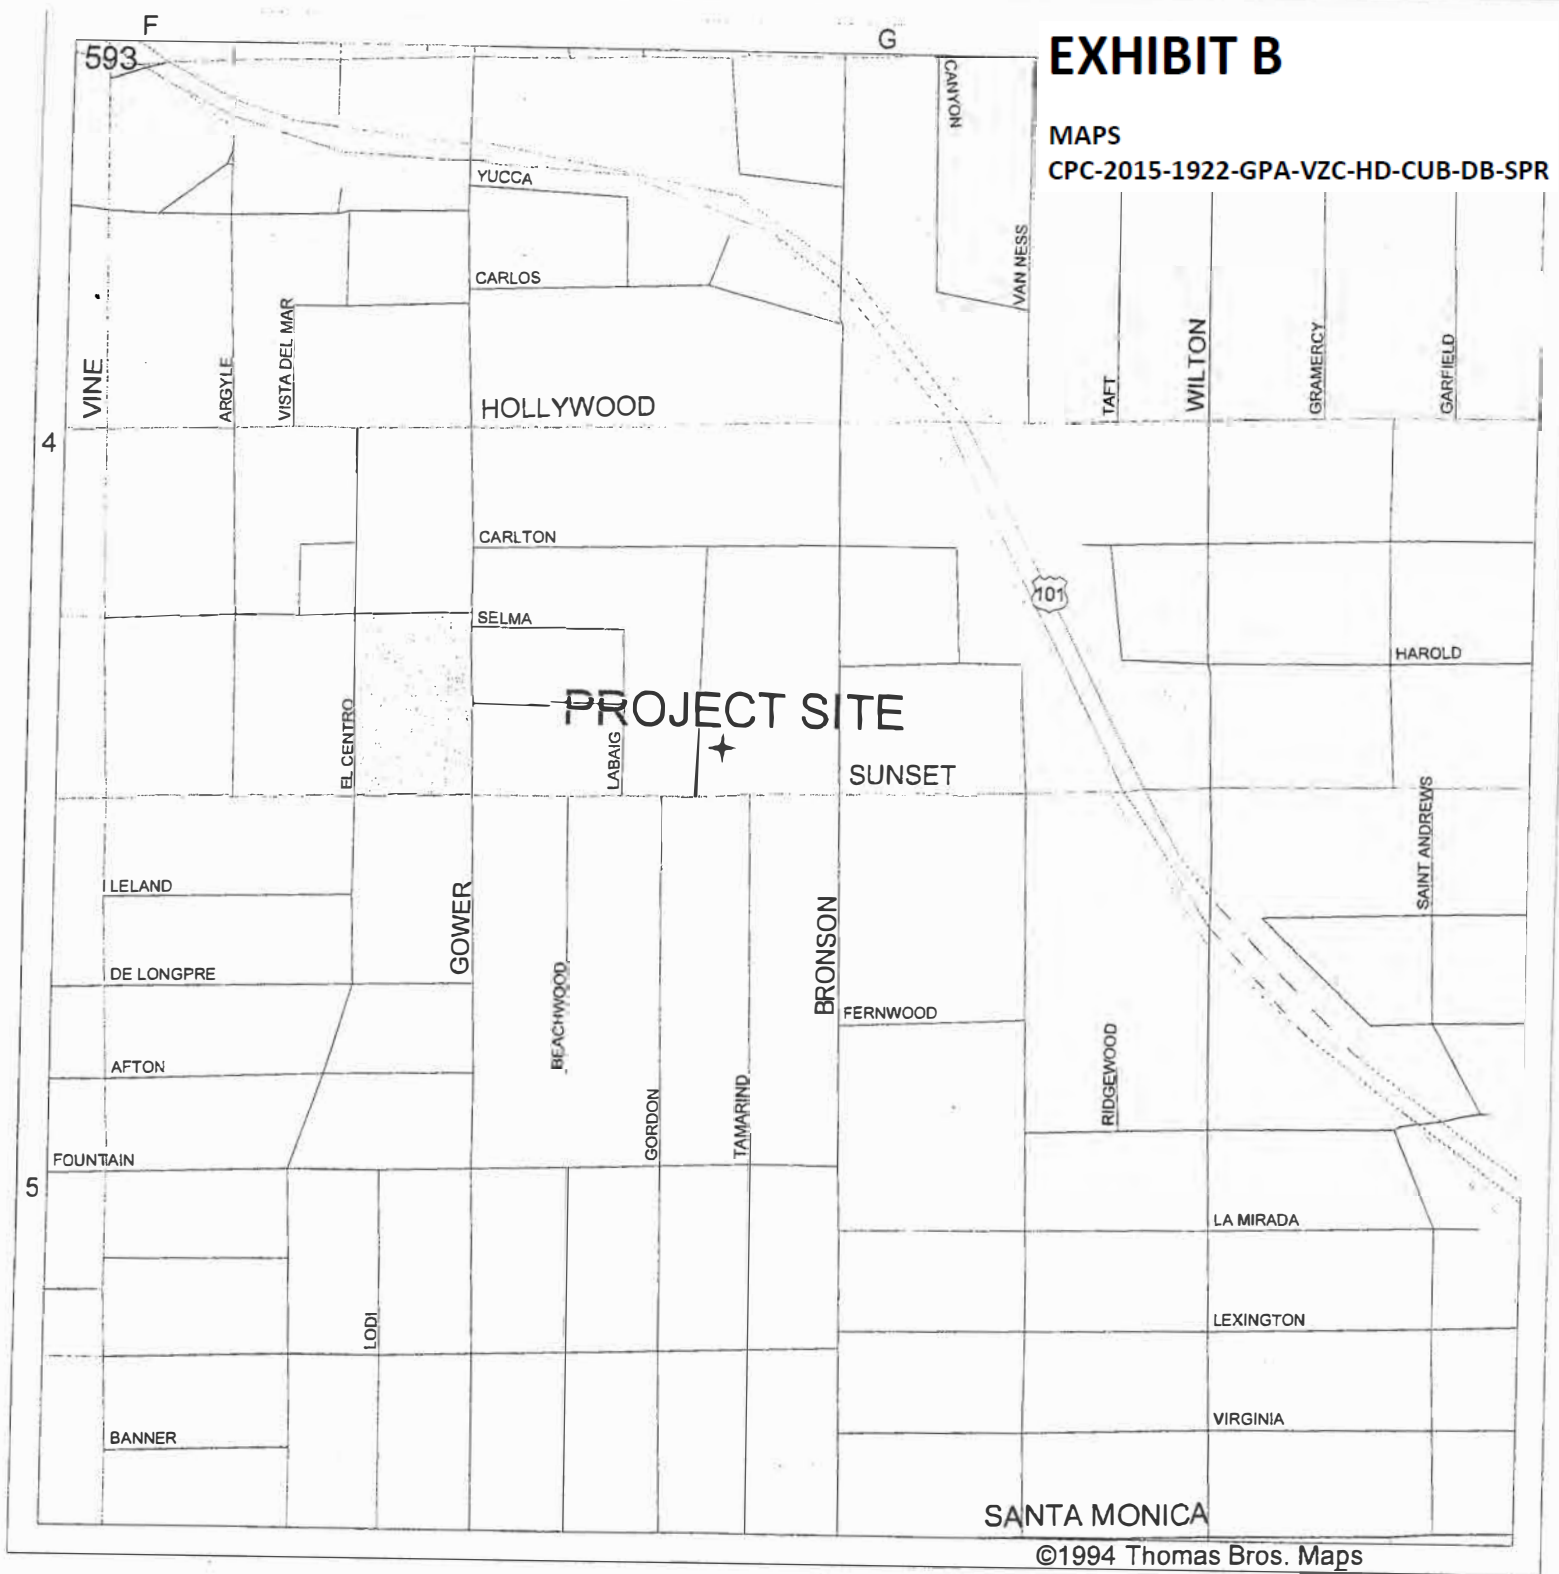 F
G
593
EXHIBIT B
MAPS
CPC-2015-1922-GPA-VZC-HD-CUB-DB-SPR
CANYON
YUCCA
VAN NESS
CARLOS
VINE
ARGYLE
VISTA DEL MAR
HOLLYWOOD
TAFT
WILTON
GRAMERCY
GARFIELD
4
CARLTON
101
SELMA
HAROLD
PROJECT SITE
EL CENTRO
LABAIG
SUNSET
SAINT ANDREWS
LELAND
GOWER
BRONSON
DE LONGPRE
BEACHWOOD
FERNWOOD
AFTON
GORDON
TAMARIND
RIDGEWOOD
FOUNTAIN
5
LA MIRADA
LODI
LEXINGTON
BANNER
VIRGINIA
SANTA MONICA
©1994 Thomas Bros. Maps